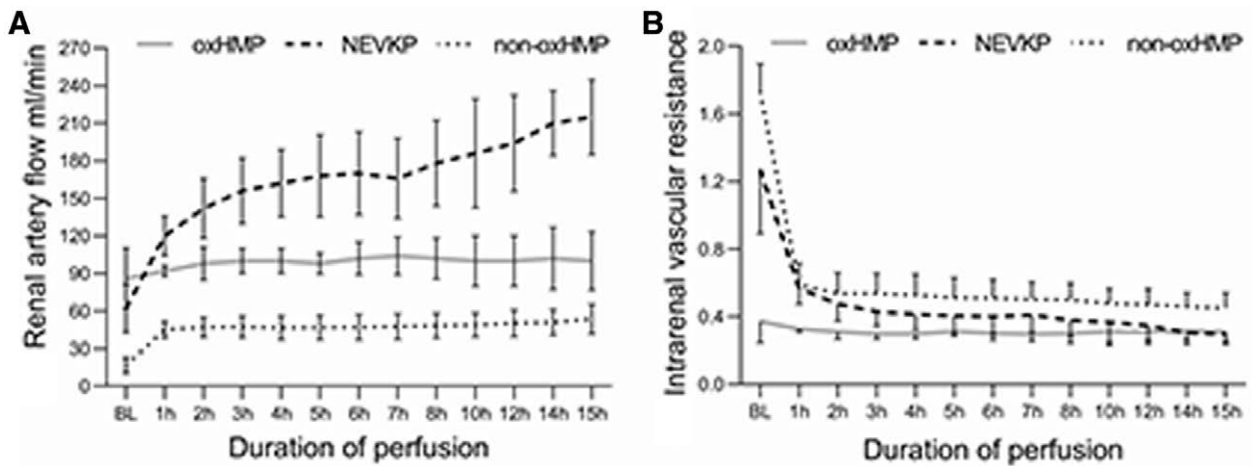 A
oxHMP NEVKP non-oxHMP
Renal artery flow ml/min
270
240
210
180
150
120
90
60
30
0
BL 1h 2h 3h 4h 5h 6h 7h 8h 10h 12h 14h 15h
Duration of perfusion
B
oxHMP NEVKP non-oxHMP
Intrarenal vascular resistance
2.0
1.6
1.2
0.8
0.4
0.0
BL 1h 2h 3h 4h 5h 6h 7h 8h 10h 12h 14h 15h
Duration of perfusion